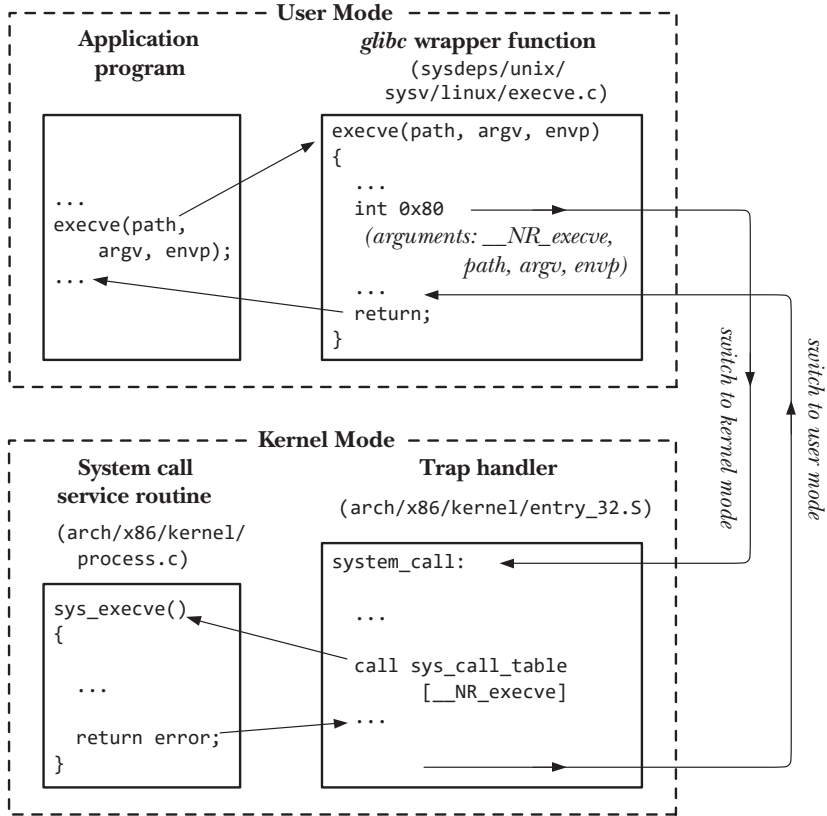 User Mode
Application
program
...
execve(path,
argv, envp);
...
glibc wrapper function
(sysdeps/unix/
sysv/linux/execve.c)
execve(path, argv, envp)
{
...
int 0x80
(arguments: __NR_execve,
path, argv, envp)
...
return;
}
switch to kernel mode
switch to user mode
Kernel Mode
System call
service routine
(arch/x86/kernel/
process.c)
sys_execve()
{
...
return error;
}
Trap handler
(arch/x86/kernel/entry_32.S)
system_call:
...
call sys_call_table
[__NR_execve]
...